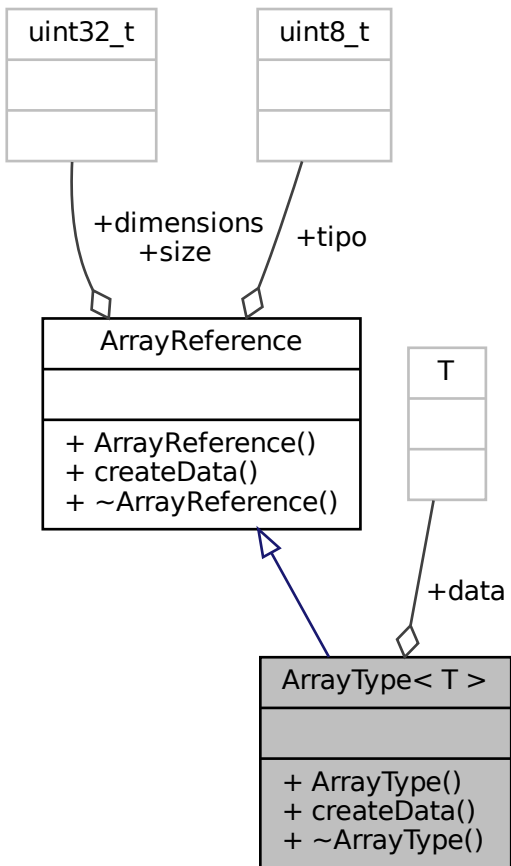 uint32_t
uint8_t
+dimensions
+size
+tipo
ArrayReference
+ ArrayReference()
+ createData()
+ ~ArrayReference()
T
+data
ArrayType< T >
+ ArrayType()
+ createData()
+ ~ArrayType()